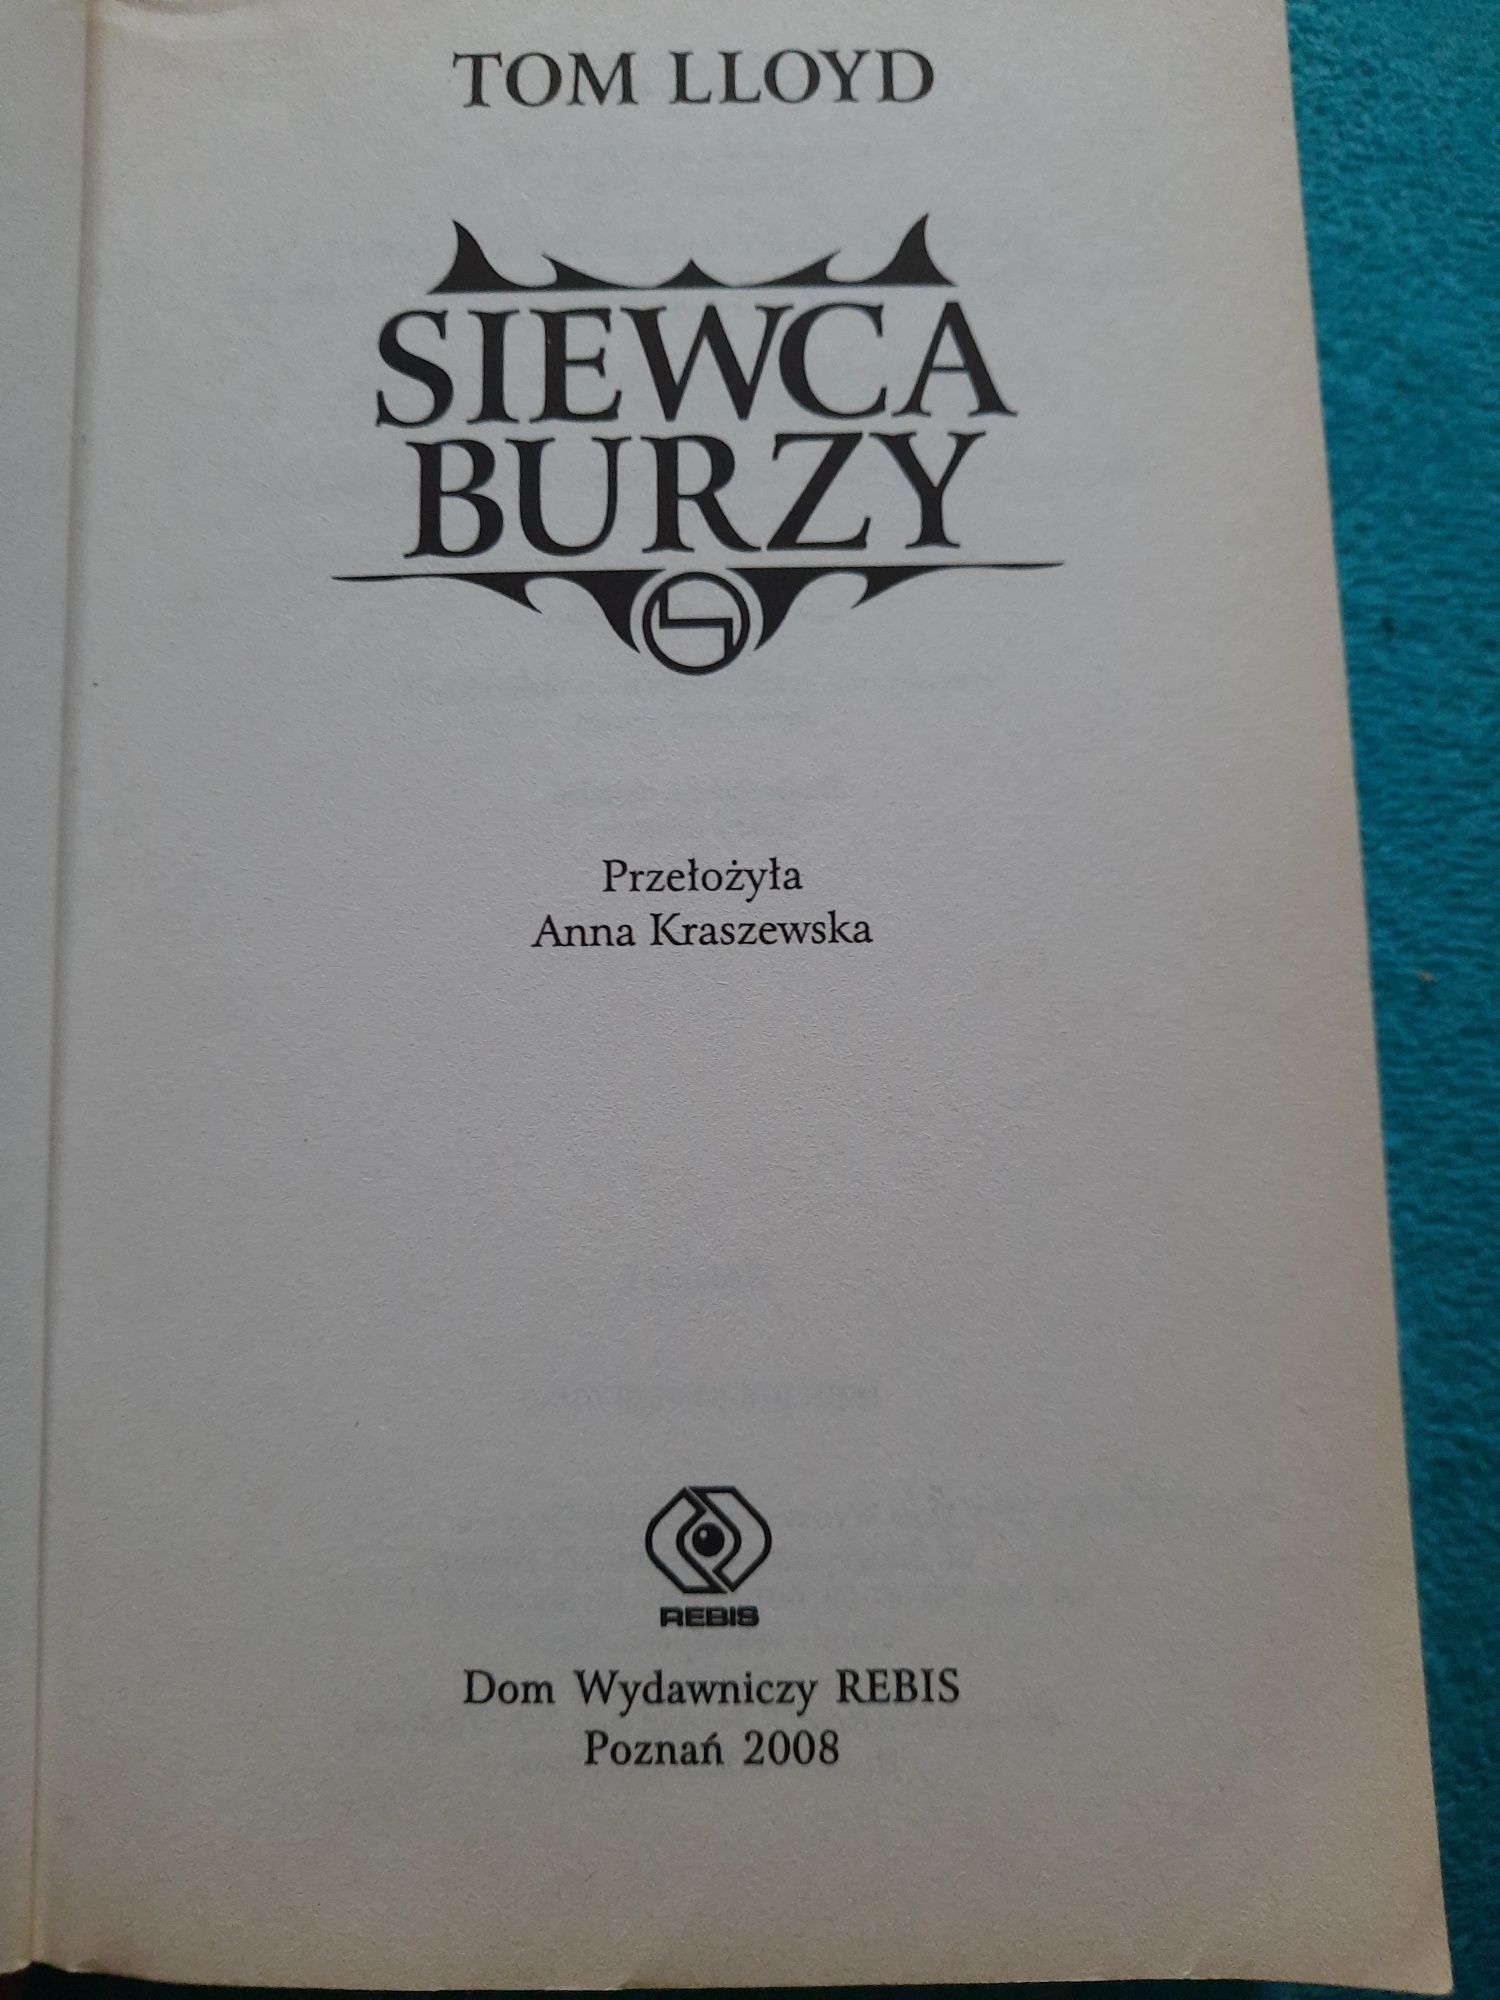 TOM LLOYD
SIEWCA
BURZY
Przełożyła
Anna Kraszewska
REBIS
Dom Wydawniczy REBIS
Poznań 2008